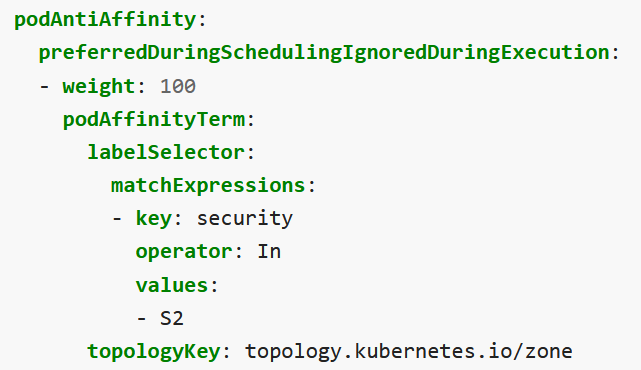 podAntiAffinity:
  preferredDuringSchedulingIgnoredDuringExecution:
  - weight: 100
    podAffinityTerm:
      labelSelector:
        matchExpressions:
        - key: security
          operator: In
          values:
          - S2
      topologyKey: topology.kubernetes.io/zone